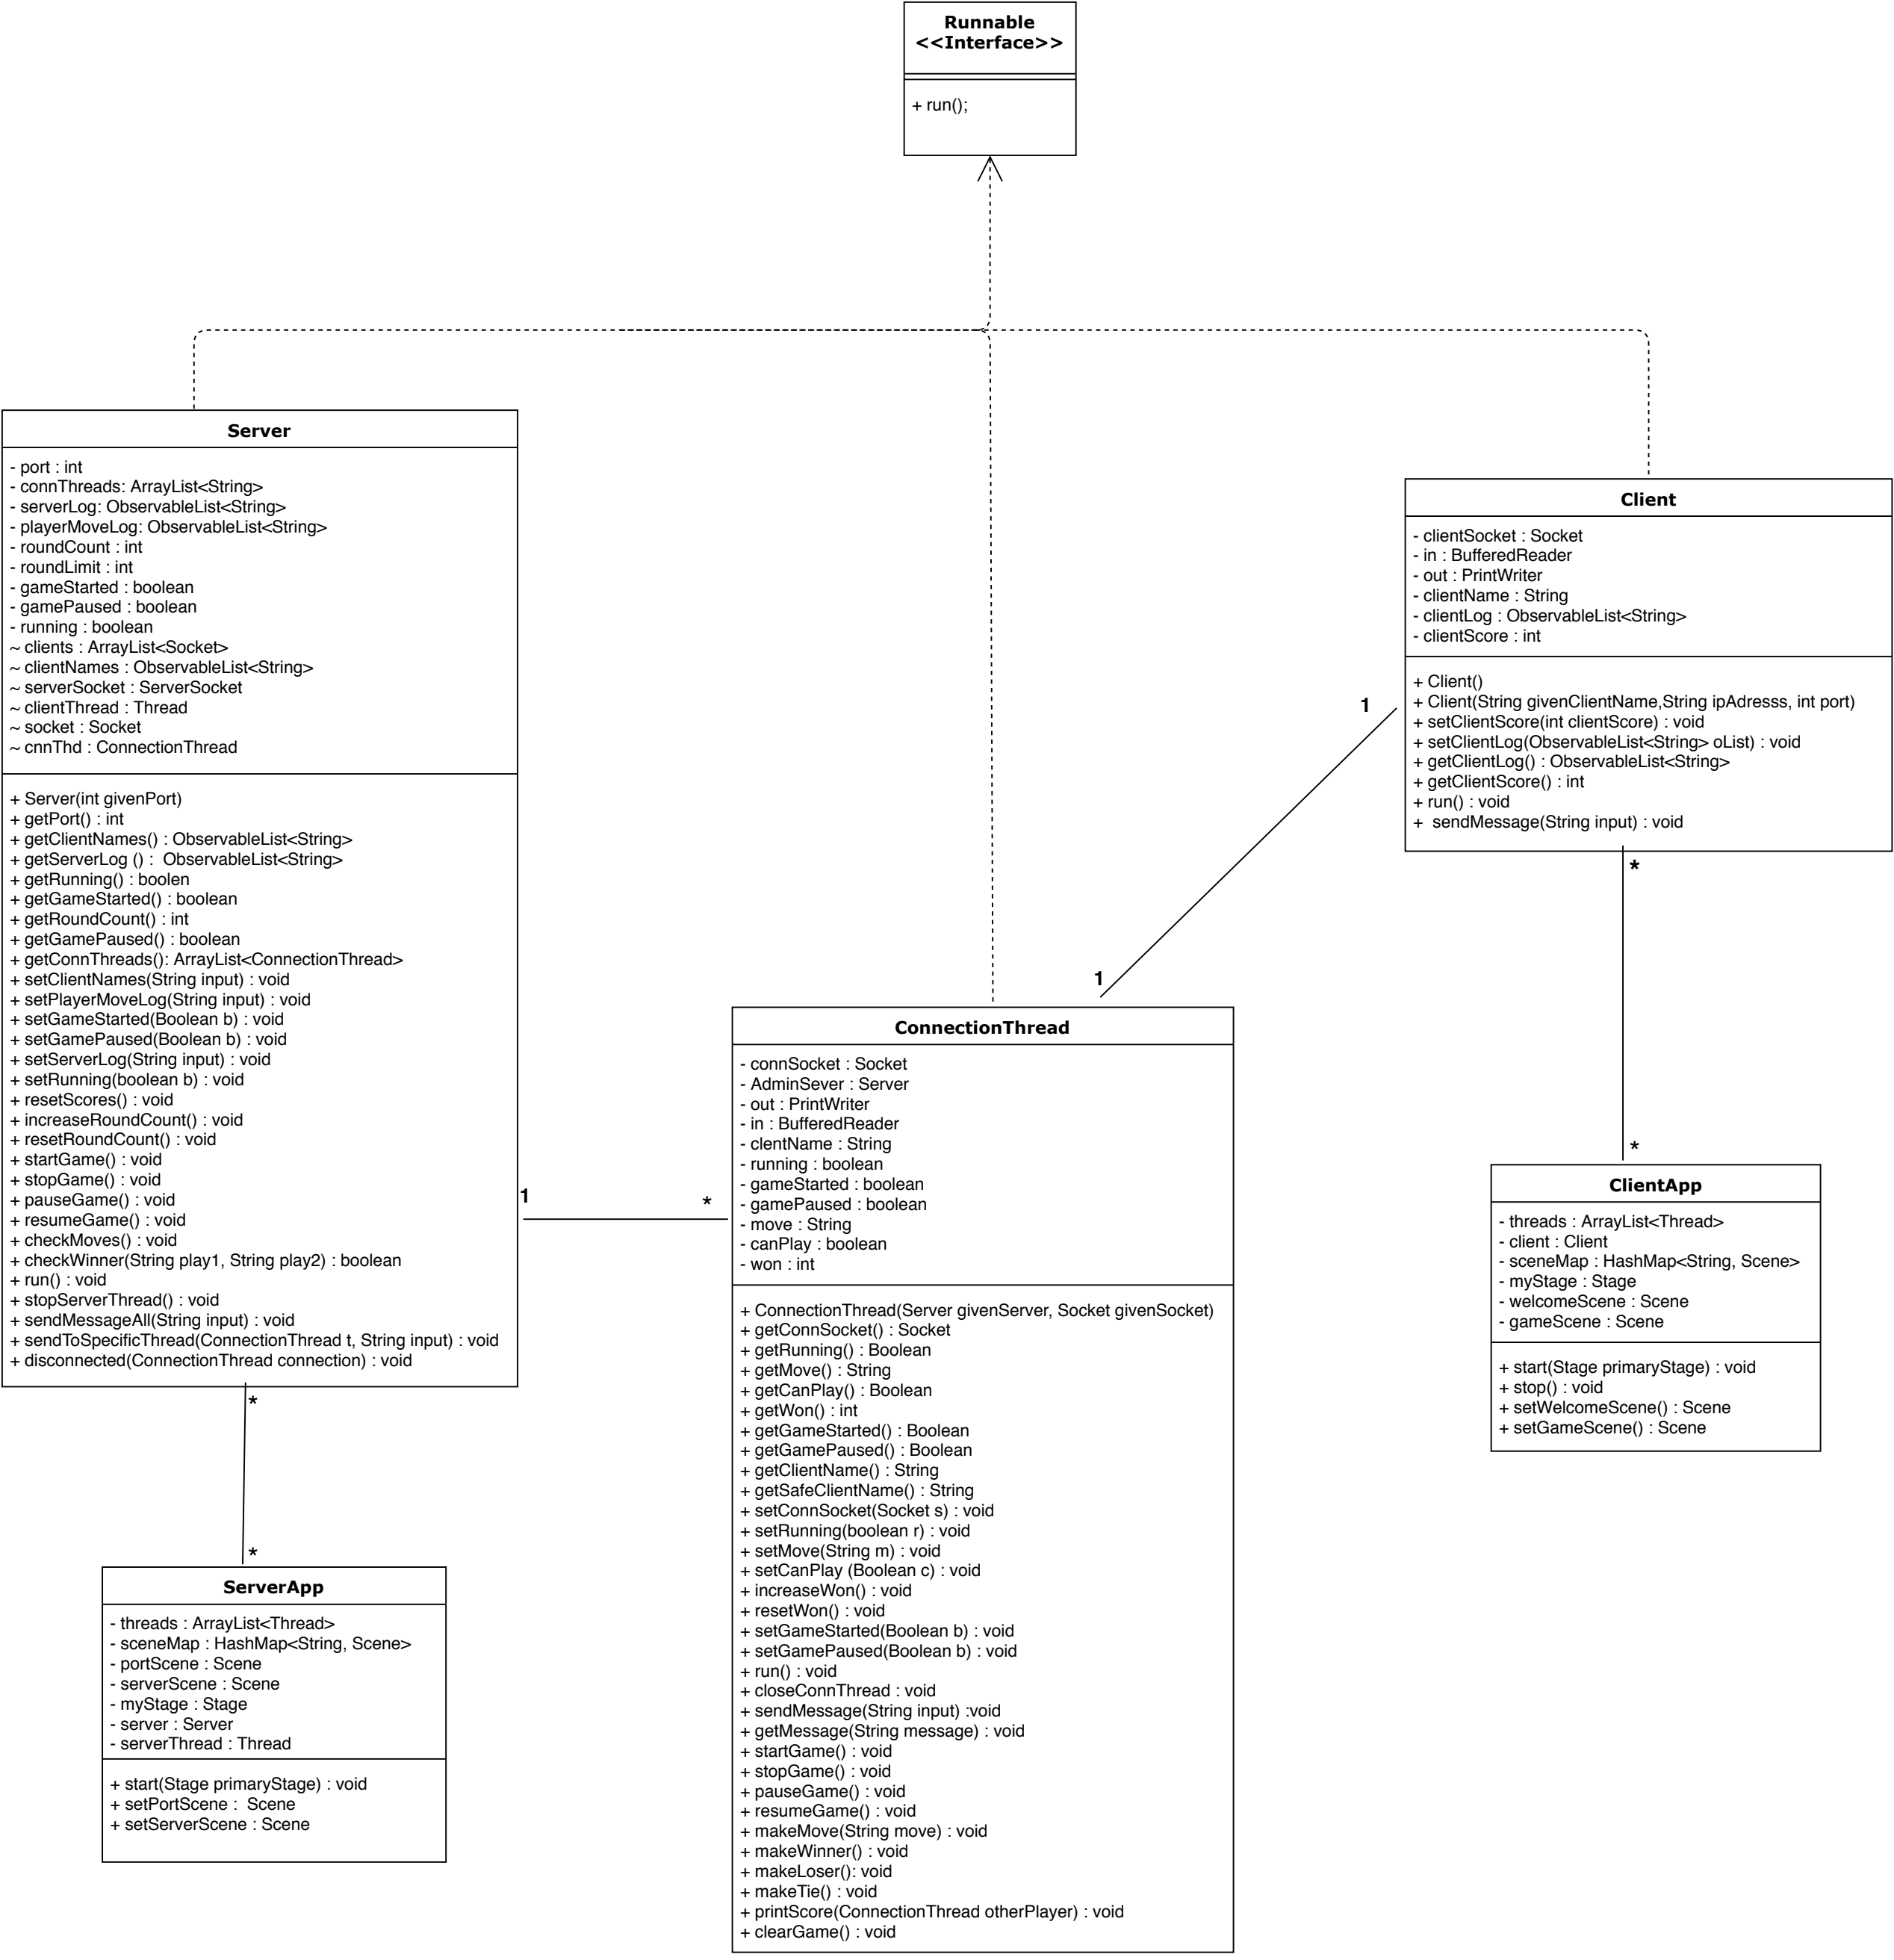 Runnable
<<Interface>>
+ run();
Server
- port : int
- connThreads: ArrayList<String>
- serverLog: ObservableList<String>
- playerMoveLog: ObservableList<String>
- roundCount : int
- roundLimit : int
- gameStarted : boolean
- gamePaused : boolean
- running : boolean
~ clients : ArrayList<Socket>
~ clientNames : ObservableList<String>
~ serverSocket : ServerSocket
~ clientThread : Thread
~ socket : Socket
~ cnnThd : ConnectionThread
+ Server(int givenPort)
+ getPort() : int
+ getClientNames() : ObservableList<String>
+ getServerLog () :  ObservableList<String>
+ getRunning() : boolen
+ getGameStarted() : boolean
+ getRoundCount() : int
+ getGamePaused() : boolean
+ getConnThreads(): ArrayList<ConnectionThread>
+ setClientNames(String input) : void
+ setPlayerMoveLog(String input) : void
+ setGameStarted(Boolean b) : void
+ setGamePaused(Boolean b) : void
+ setServerLog(String input) : void
+ setRunning(boolean b) : void
+ resetScores() : void
+ increaseRoundCount() : void
+ resetRoundCount() : void
+ startGame() : void
+ stopGame() : void
+ pauseGame() : void
+ resumeGame() : void
+ checkMoves() : void
+ checkWinner(String play1, String play2) : boolean
+ run() : void
+ stopServerThread() : void
+ sendMessageAll(String input) : void
+ sendToSpecificThread(ConnectionThread t, String input) : void
+ disconnected(ConnectionThread connection) : void
1
*
*
*
ServerApp
- threads : ArrayList<Thread>
- sceneMap : HashMap<String, Scene>
- portScene : Scene
- serverScene : Scene
- myStage : Stage
- server : Server
- serverThread : Thread
+ start(Stage primaryStage) : void
+ setPortScene :  Scene
+ setServerScene : Scene
ConnectionThread
- connSocket : Socket
- AdminSever : Server
- out : PrintWriter
- in : BufferedReader
- clentName : String
- running : boolean
- gameStarted : boolean
- gamePaused : boolean
- move : String
- canPlay : boolean
- won : int
+ ConnectionThread(Server givenServer, Socket givenSocket)
+ getConnSocket() : Socket
+ getRunning() : Boolean
+ getMove() : String
+ getCanPlay() : Boolean
+ getWon() : int
+ getGameStarted() : Boolean
+ getGamePaused() : Boolean
+ getClientName() : String
+ getSafeClientName() : String
+ setConnSocket(Socket s) : void
+ setRunning(boolean r) : void
+ setMove(String m) : void
+ setCanPlay (Boolean c) : void
+ increaseWon() : void
+ resetWon() : void
+ setGameStarted(Boolean b) : void
+ setGamePaused(Boolean b) : void
+ run() : void
+ closeConnThread : void
+ sendMessage(String input) :void
+ getMessage(String message) : void
+ startGame() : void
+ stopGame() : void
+ pauseGame() : void
+ resumeGame() : void
+ makeMove(String move) : void
+ makeWinner() : void
+ makeLoser(): void
+ makeTie() : void
+ printScore(ConnectionThread otherPlayer) : void
+ clearGame() : void
1
1
Client
- clientSocket : Socket
- in : BufferedReader
- out : PrintWriter
- clientName : String
- clientLog : ObservableList<String>
- clientScore : int
+ Client()
+ Client(String givenClientName,String ipAdresss, int port)
+ setClientScore(int clientScore) : void
+ setClientLog(ObservableList<String> oList) : void
+ getClientLog() : ObservableList<String>
+ getClientScore() : int
+ run() : void
+  sendMessage(String input) : void
*
*
ClientApp
- threads : ArrayList<Thread>
- client : Client
- sceneMap : HashMap<String, Scene>
- myStage : Stage
- welcomeScene : Scene
- gameScene : Scene
+ start(Stage primaryStage) : void
+ stop() : void
+ setWelcomeScene() : Scene
+ setGameScene() : Scene